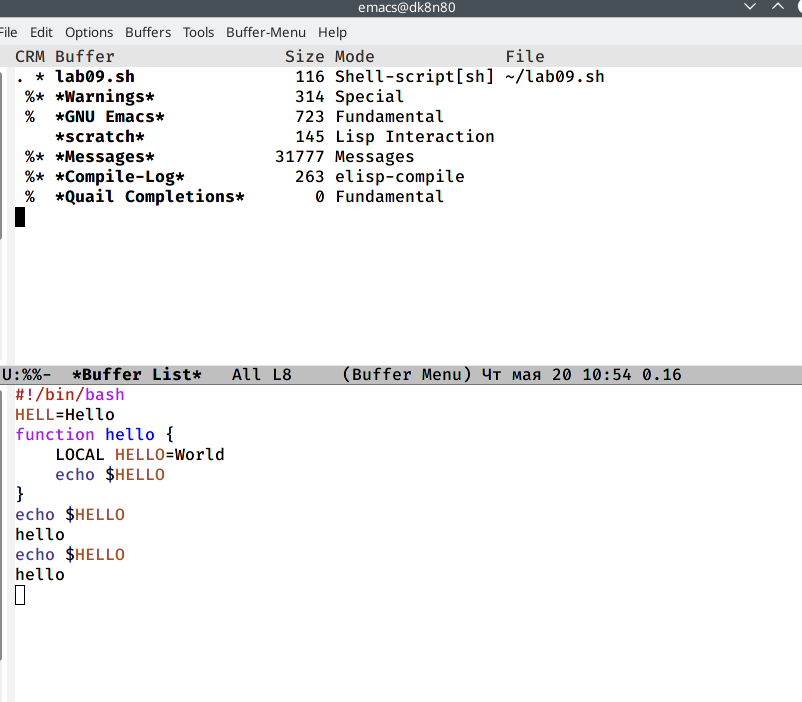 emacs@dk8n80
File Edit Options Buffers Tools Buffer-Menu Help
CRM Buffer Size Mode File
. * lab09.sh 116 Shell-script[sh] ~/lab09.sh
%* *Warnings* 314 Special
% *GNU Emacs* 723 Fundamental
*scratch* 145 Lisp Interaction
%* *Messages* 31777 Messages
%* *Compile-Log* 263 elisp-compile
% *Quail Completions* 0 Fundamental
U:%%- *Buffer List* All L8 (Buffer Menu) Чт мая 20 10:54 0.16
#!/bin/bash
HELL=Hello
function hello {
LOCAL HELLO=World
echo $HELLO
}
echo $HELLO
hello
echo $HELLO
hello